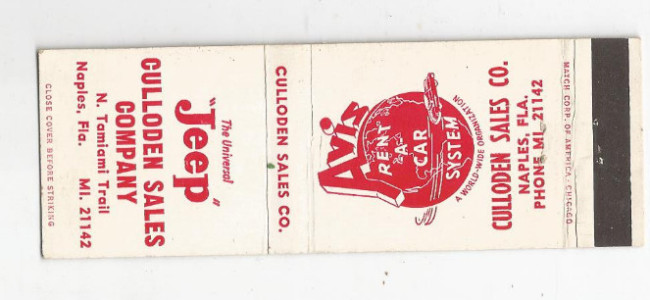 The Universal
"Jeep"
CULLODEN SALES
COMPANY
N. Tamiami Trail
Naples, Fla. MI. 21142
CLOSE COVER BEFORE STRIKING
CULLODEN SALES CO.
Avis
RENT
A
CAR
SYSTEM
A WORLD-WIDE ORGANIZATION
CULLODEN SALES CO.
NAPLES, FLA.
PHONE MI. 21142
MATCH CORP. OF AMERICA, CHICAGO